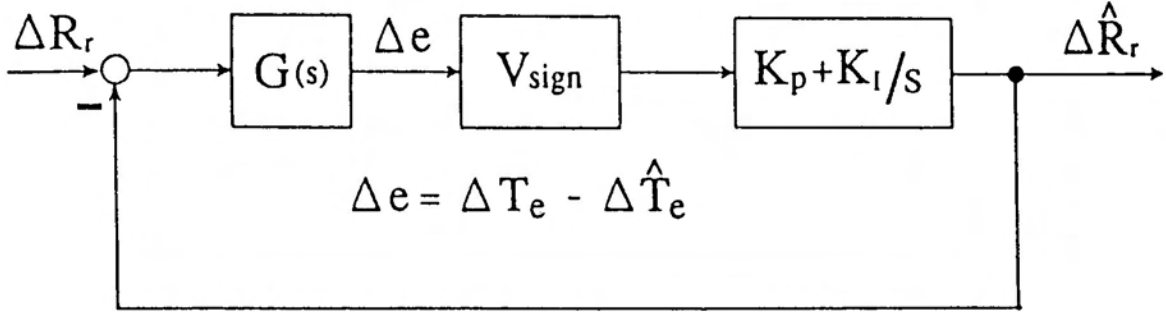 ΔR_r
−
G(s)
Δe
V_sign
K_p+K_I/S
ΔR̂_r
Δe = ΔT_e - ΔT̂_e